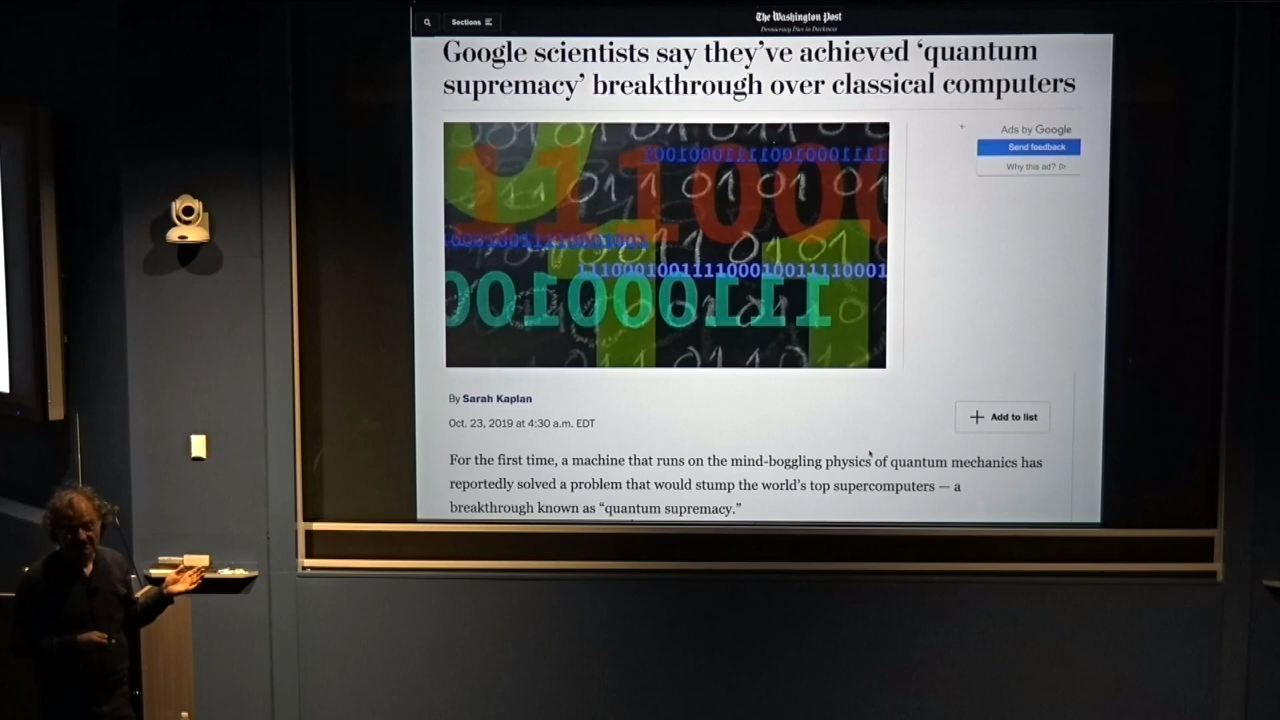 Sections
The Washington Post
Democracy Dies in Darkness
Google scientists say they’ve achieved ‘quantum
supremacy’ breakthrough over classical computers
Ads by Google
Send feedback
Why this ad?
By Sarah Kaplan
Oct. 23, 2019 at 4:30 a.m. EDT
+ Add to list
For the first time, a machine that runs on the mind-boggling physics of quantum mechanics has
reportedly solved a problem that would stump the world’s top supercomputers — a
breakthrough known as “quantum supremacy.”